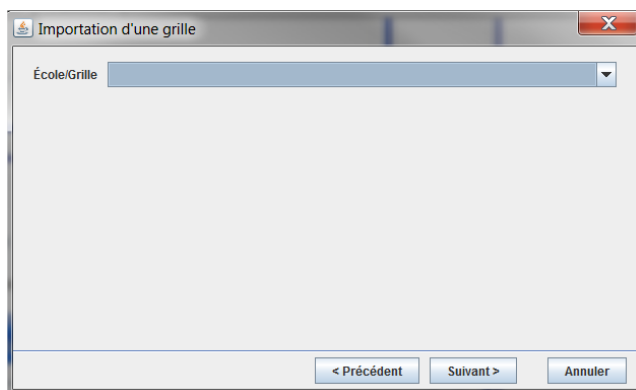 Importation d'une grille
École/Grille
< Précédent Suivant > Annuler